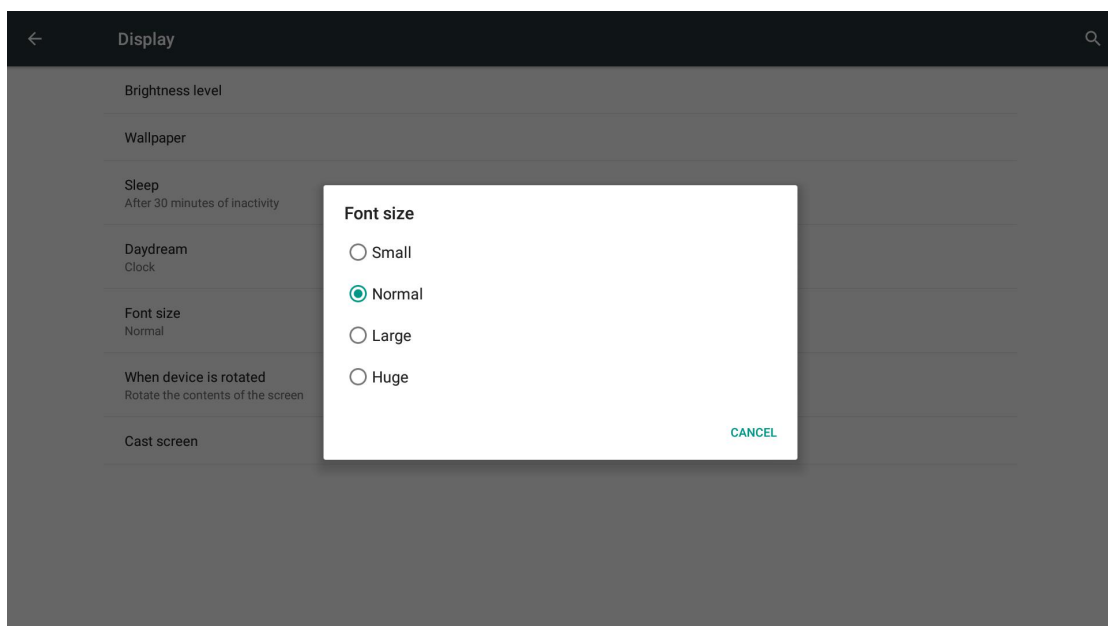 Display
Brightness level
Wallpaper
Sleep
After 30 minutes of inactivity
Daydream
Clock
Font size
Normal
When device is rotated
Rotate the contents of the screen
Cast screen
Font size
Small
Normal
Large
Huge
CANCEL